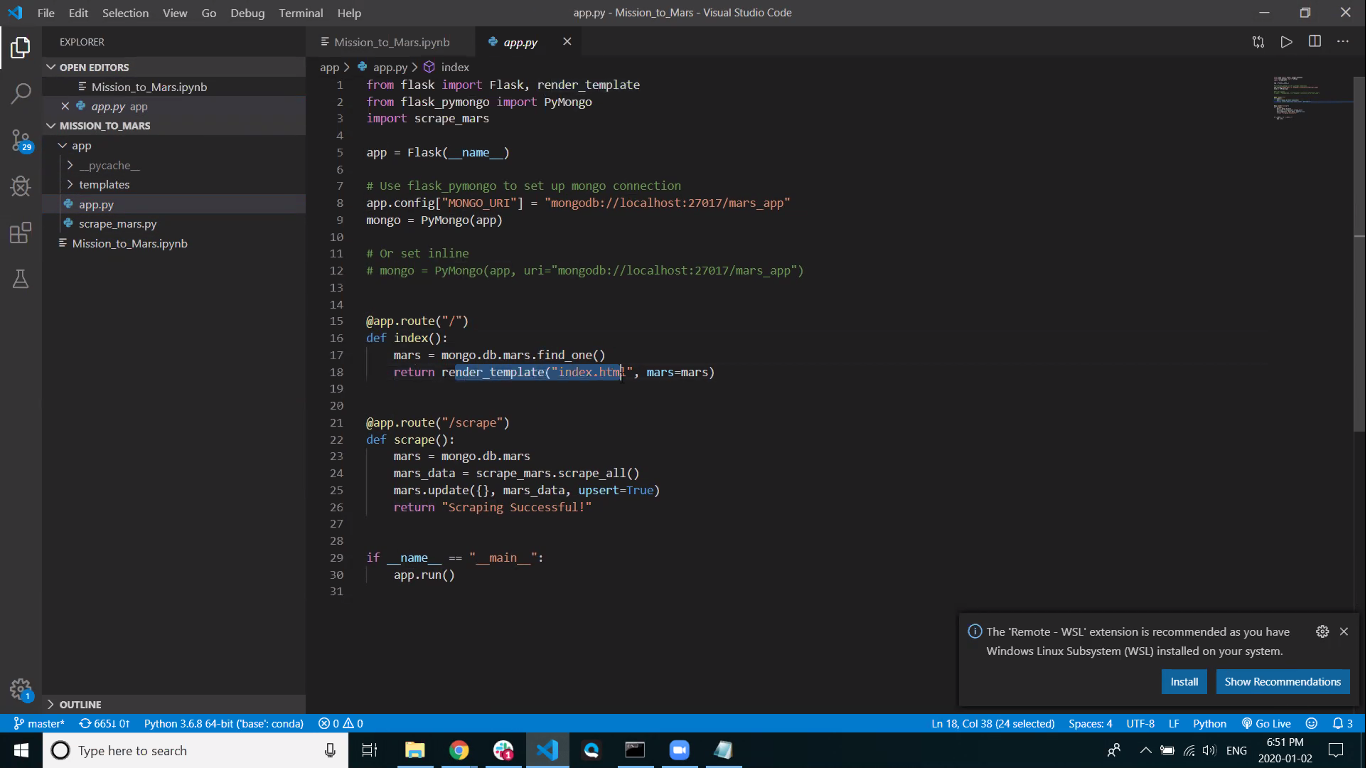 File Edit Selection View Go Debug Terminal Help app.py - Mission_to_Mars - Visual Studio Code
EXPLORER
OPEN EDITORS
Mission_to_Mars.ipynb
app.py app
MISSION_TO_MARS
app
__pycache__
templates
app.py
scrape_mars.py
Mission_to_Mars.ipynb
OUTLINE
29
1
Mission_to_Mars.ipynb app.py
app > app.py > index
1 from flask import Flask, render_template
2 from flask_pymongo import PyMongo
3 import scrape_mars
4
5 app = Flask(__name__)
6
7 # Use flask_pymongo to set up mongo connection
8 app.config["MONGO_URI"] = "mongodb://localhost:27017/mars_app"
9 mongo = PyMongo(app)
10
11 # Or set inline
12 # mongo = PyMongo(app, uri="mongodb://localhost:27017/mars_app")
13
14
15 @app.route("/")
16 def index():
17 mars = mongo.db.mars.find_one()
18 return render_template("index.html", mars=mars)
19
20
21 @app.route("/scrape")
22 def scrape():
23 mars = mongo.db.mars
24 mars_data = scrape_mars.scrape_all()
25 mars.update({}, mars_data, upsert=True)
26 return "Scraping Successful!"
27
28
29 if __name__ == "__main__":
30 app.run()
31
The 'Remote - WSL' extension is recommended as you have
Windows Linux Subsystem (WSL) installed on your system.
Install Show Recommendations
master* 665↓ 0↑ Python 3.6.8 64-bit ('base': conda) 0 0 Ln 18, Col 38 (24 selected) Spaces: 4 UTF-8 LF Python Go Live 3
Type here to search
1
ENG
6:51 PM
2020-01-02